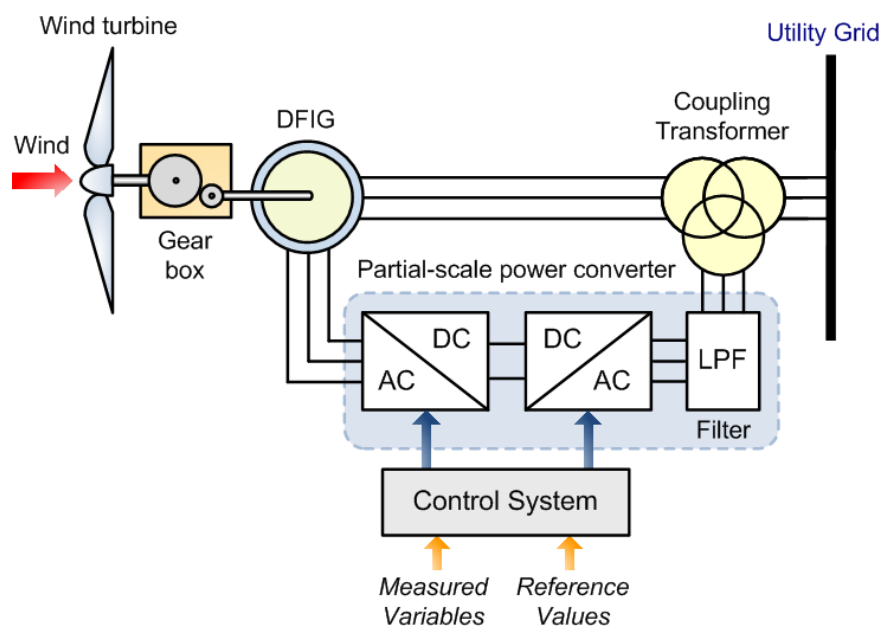 Wind turbine
Utility Grid
Coupling
Transformer
DFIG
Wind
Gear
box
Partial-scale power converter
DC
AC
DC
AC
LPF
Filter
Control System
Measured
Variables
Reference
Values